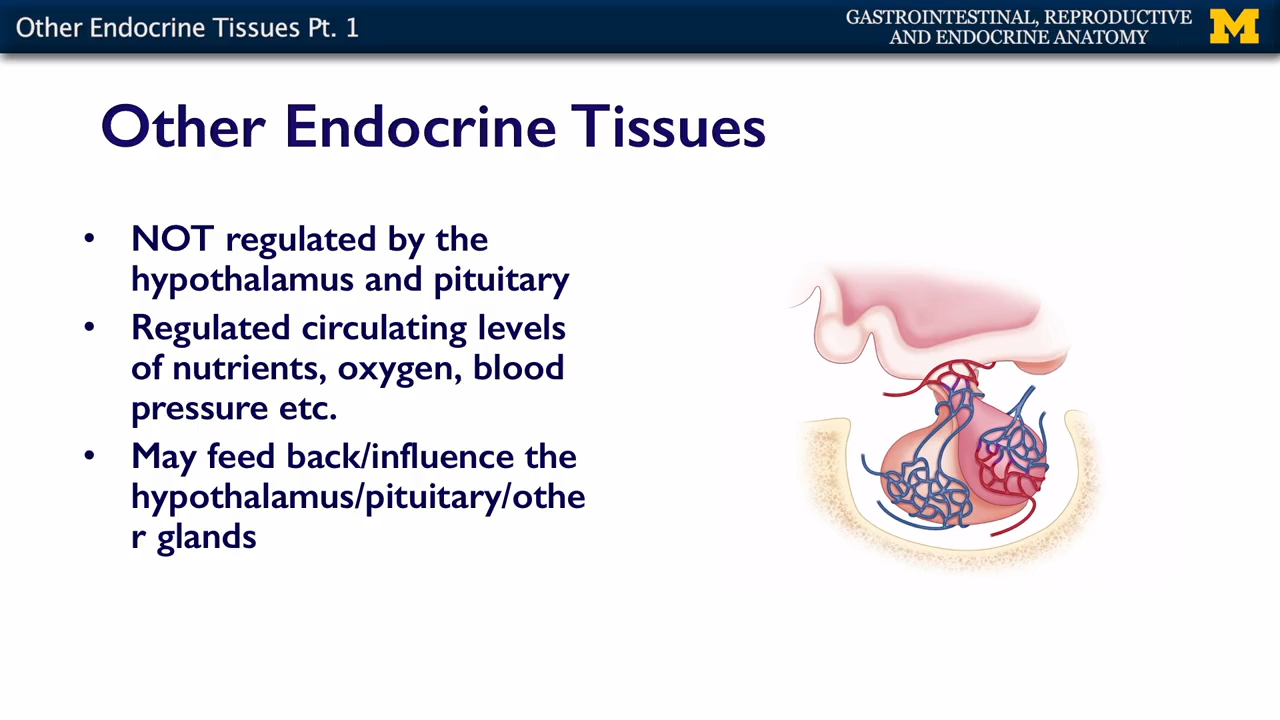 Other Endocrine Tissues Pt. 1
GASTROINTESTINAL, REPRODUCTIVE
AND ENDOCRINE ANATOMY
M
Other Endocrine Tissues
• NOT regulated by the
hypothalamus and pituitary
• Regulated circulating levels
of nutrients, oxygen, blood
pressure etc.
• May feed back/influence the
hypothalamus/pituitary/othe
r glands